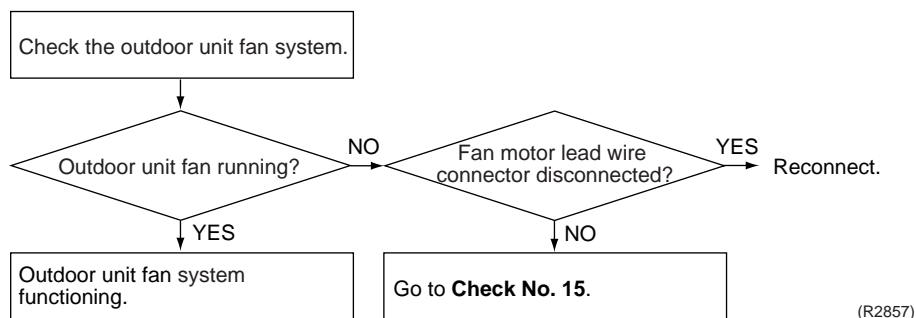 Check the outdoor unit fan system.
Outdoor unit fan running?
NO
Fan motor lead wire
connector disconnected?
YES
Reconnect.
YES
Outdoor unit fan system
functioning.
NO
Go to Check No. 15.
(R2857)